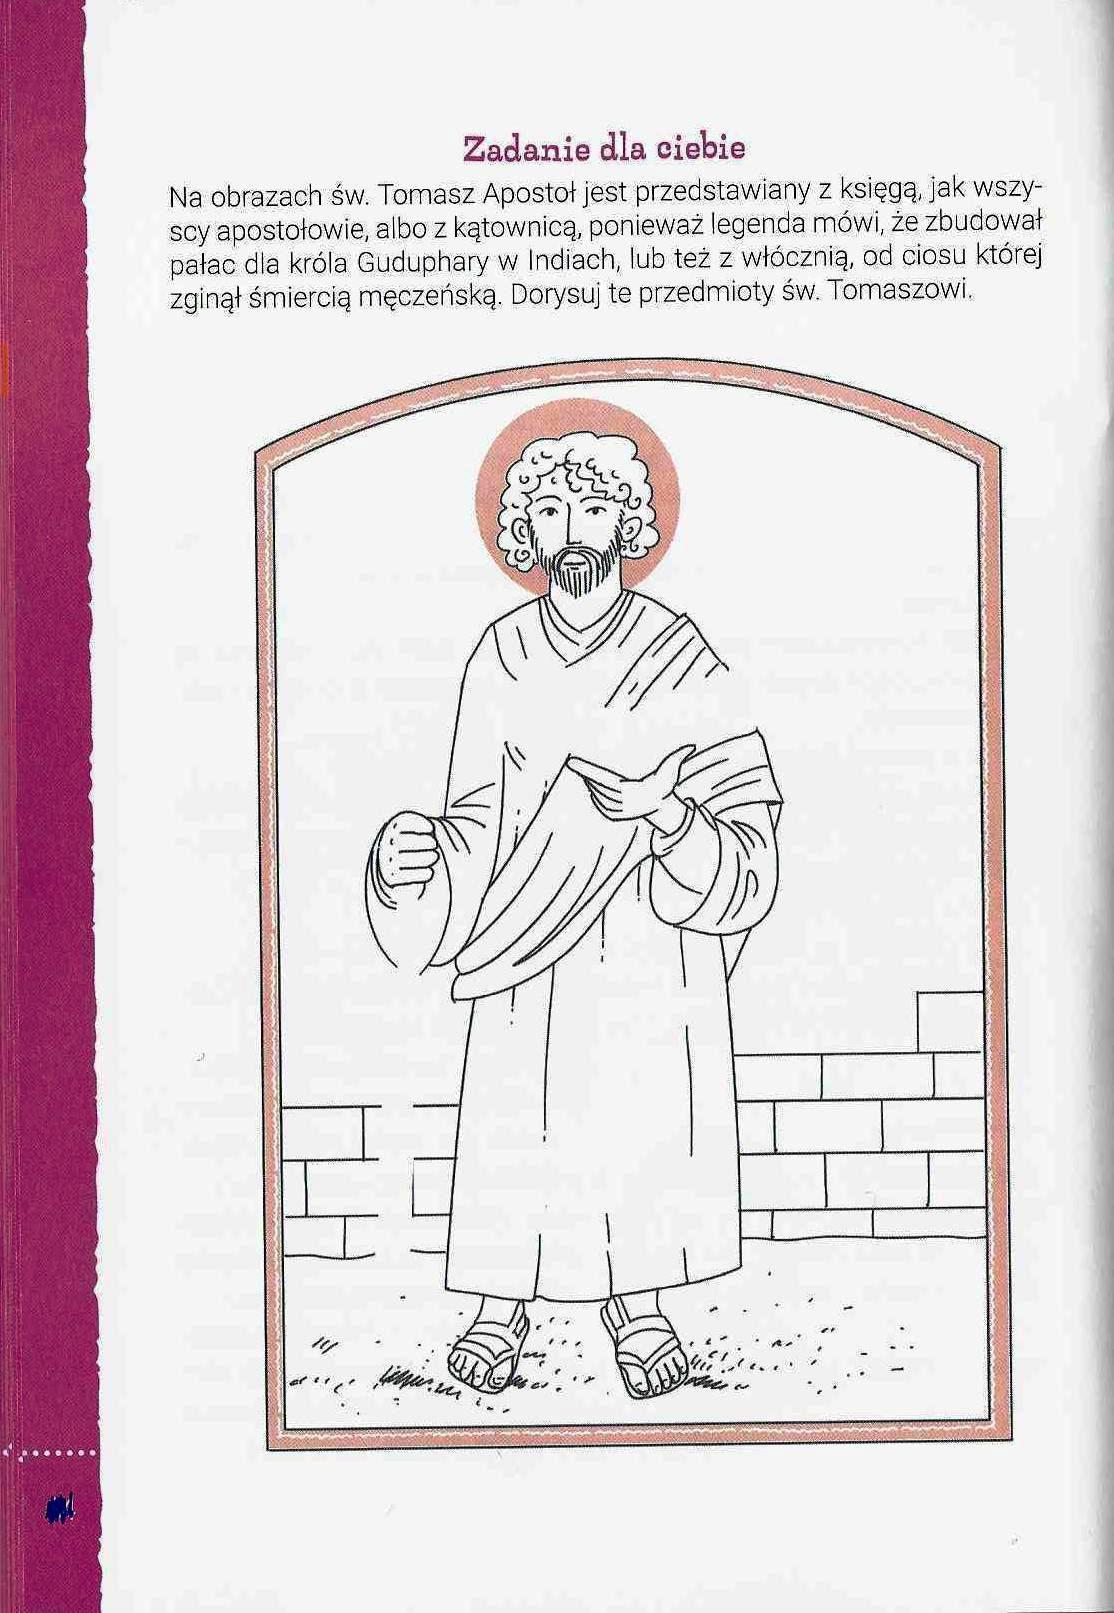 Zadanie dla ciebie
Na obrazach św. Tomasz Apostoł jest przedstawiany z księgą, jak wszy-
scy apostołowie, albo z kątownicą, ponieważ legenda mówi, że zbudował
pałac dla króla Guduphary w Indiach, lub też z włócznią, od ciosu której
zginął śmiercią męczeńską. Dorysuj te przedmioty św. Tomaszowi.